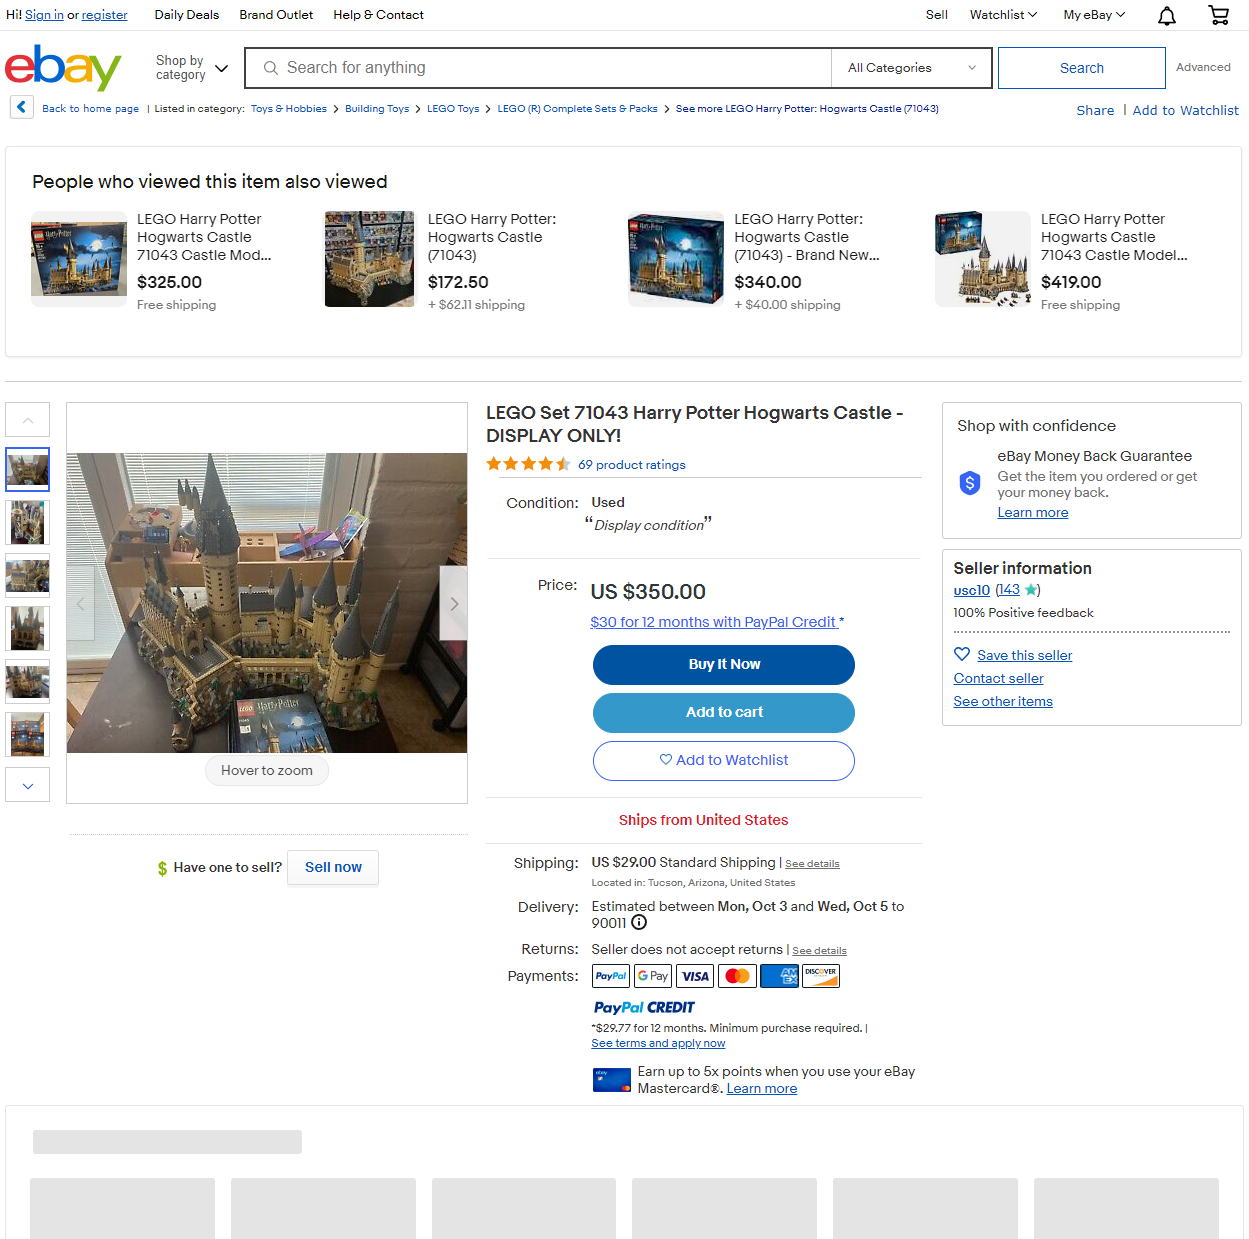 Hi! Sign in or register Daily Deals Brand Outlet Help & Contact Sell Watchlist My eBay
ebay Shop by category Search for anything All Categories Search Advanced
Back to home page | Listed in category: Toys & Hobbies Building Toys LEGO Toys LEGO (R) Complete Sets & Packs See more LEGO Harry Potter: Hogwarts Castle (71043)
Share | Add to Watchlist
People who viewed this item also viewed
LEGO Harry Potter
Hogwarts Castle
71043 Castle Mod...
$325.00
Free shipping
LEGO Harry Potter:
Hogwarts Castle
(71043)
$172.50
+ $62.11 shipping
LEGO Harry Potter:
Hogwarts Castle
(71043) - Brand New...
$340.00
+ $40.00 shipping
LEGO Harry Potter
Hogwarts Castle
71043 Castle Model...
$419.00
Free shipping
LEGO
Harry Potter
Hover to zoom
$ Have one to sell? Sell now
LEGO Set 71043 Harry Potter Hogwarts Castle -
DISPLAY ONLY!
69 product ratings
Condition: Used
“Display condition”
Price: US $350.00
$30 for 12 months with PayPal Credit *
Buy It Now
Add to cart
Add to Watchlist
Ships from United States
Shipping: US $29.00 Standard Shipping | See details
Located in: Tucson, Arizona, United States
Delivery: Estimated between Mon, Oct 3 and Wed, Oct 5 to
90011
Returns: Seller does not accept returns | See details
Payments: PayPal G Pay VISA AMEX DISCOVER
PayPal CREDIT
*$29.77 for 12 months. Minimum purchase required. |
See terms and apply now
ebay
Earn up to 5x points when you use your eBay
Mastercard®. Learn more
Shop with confidence
eBay Money Back Guarantee
Get the item you ordered or get
your money back.
Learn more
Seller information
usc10 (143)
100% Positive feedback
Save this seller
Contact seller
See other items